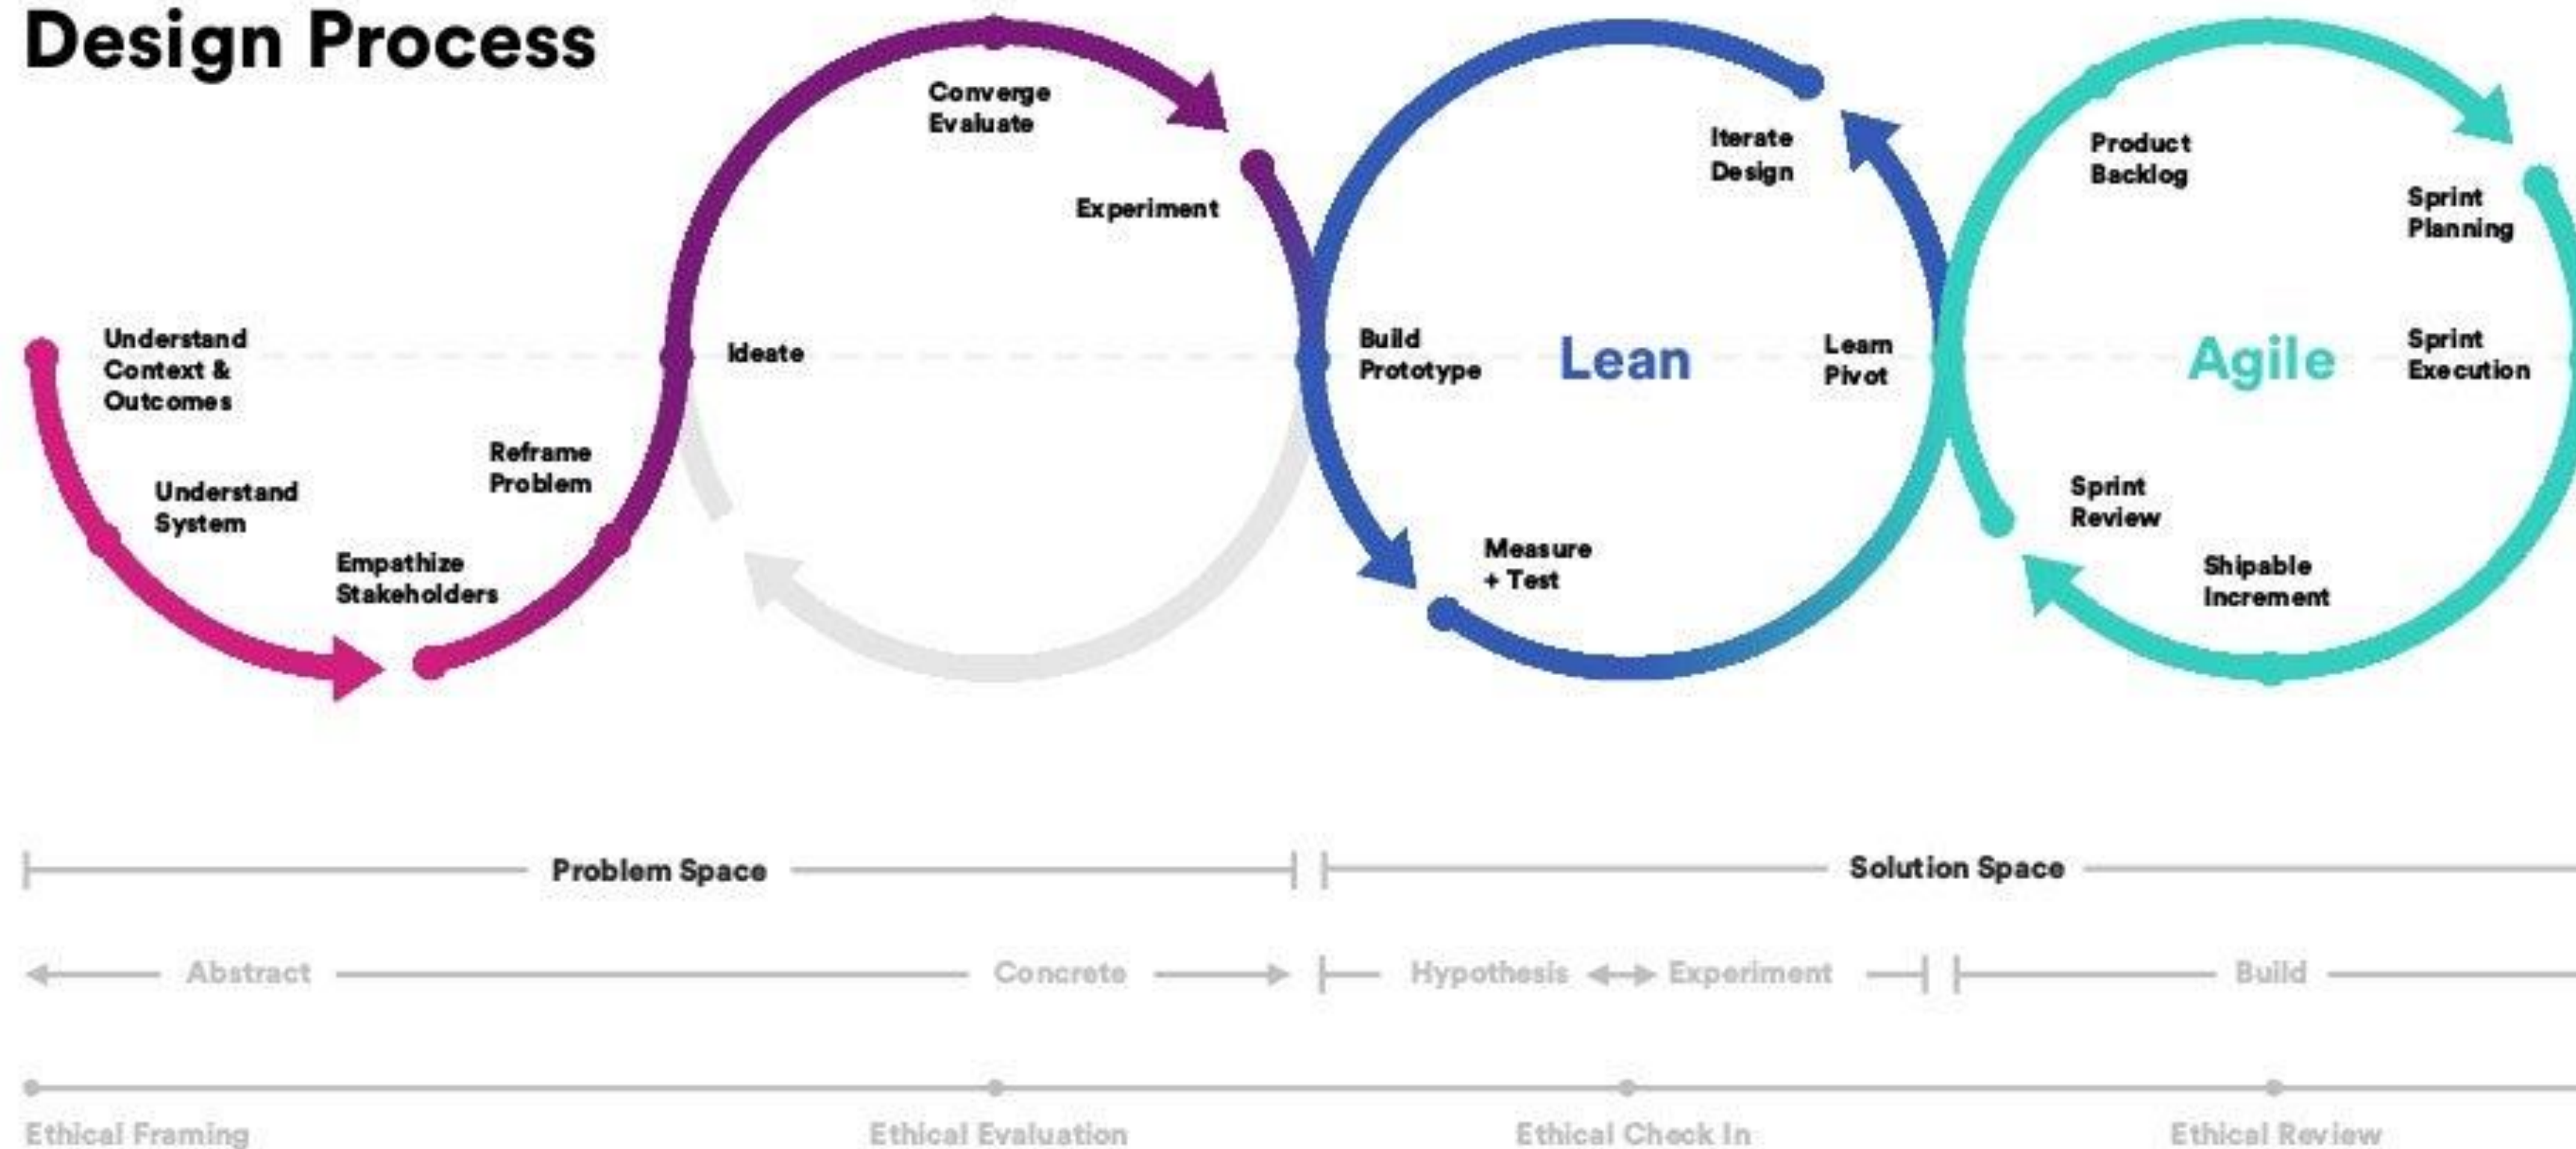 Design Process
Understand
Context &
Outcomes
Understand
System
Empathize
Stakeholders
Reframe
Problem
Ideate
Converge
Evaluate
Experiment
Build
Prototype
Measure
+ Test
Lean
Learn
Pivot
Iterate
Design
Product
Backlog
Sprint
Planning
Agile
Sprint
Execution
Shipable
Increment
Sprint
Review
Problem Space
Solution Space
Abstract
Concrete
Hypothesis
Experiment
Build
Ethical Framing
Ethical Evaluation
Ethical Check In
Ethical Review